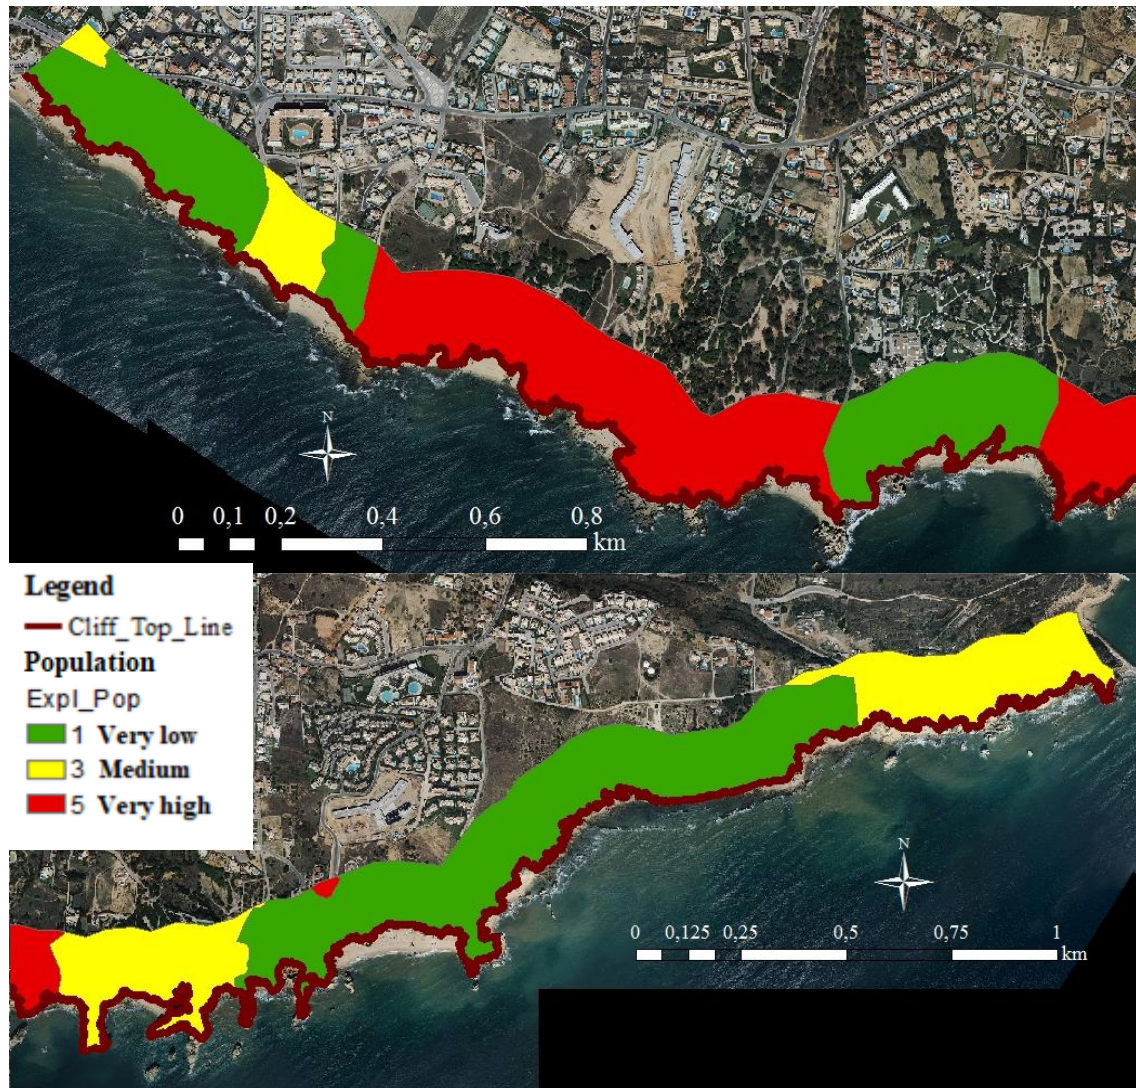 N
0 0,1 0,2 0,4 0,6 0,8
km
Legend
Cliff_Top_Line
Population
Expl_Pop
1 Very low
3 Medium
5 Very high
N
0 0,125 0,25 0,5 0,75 1
km